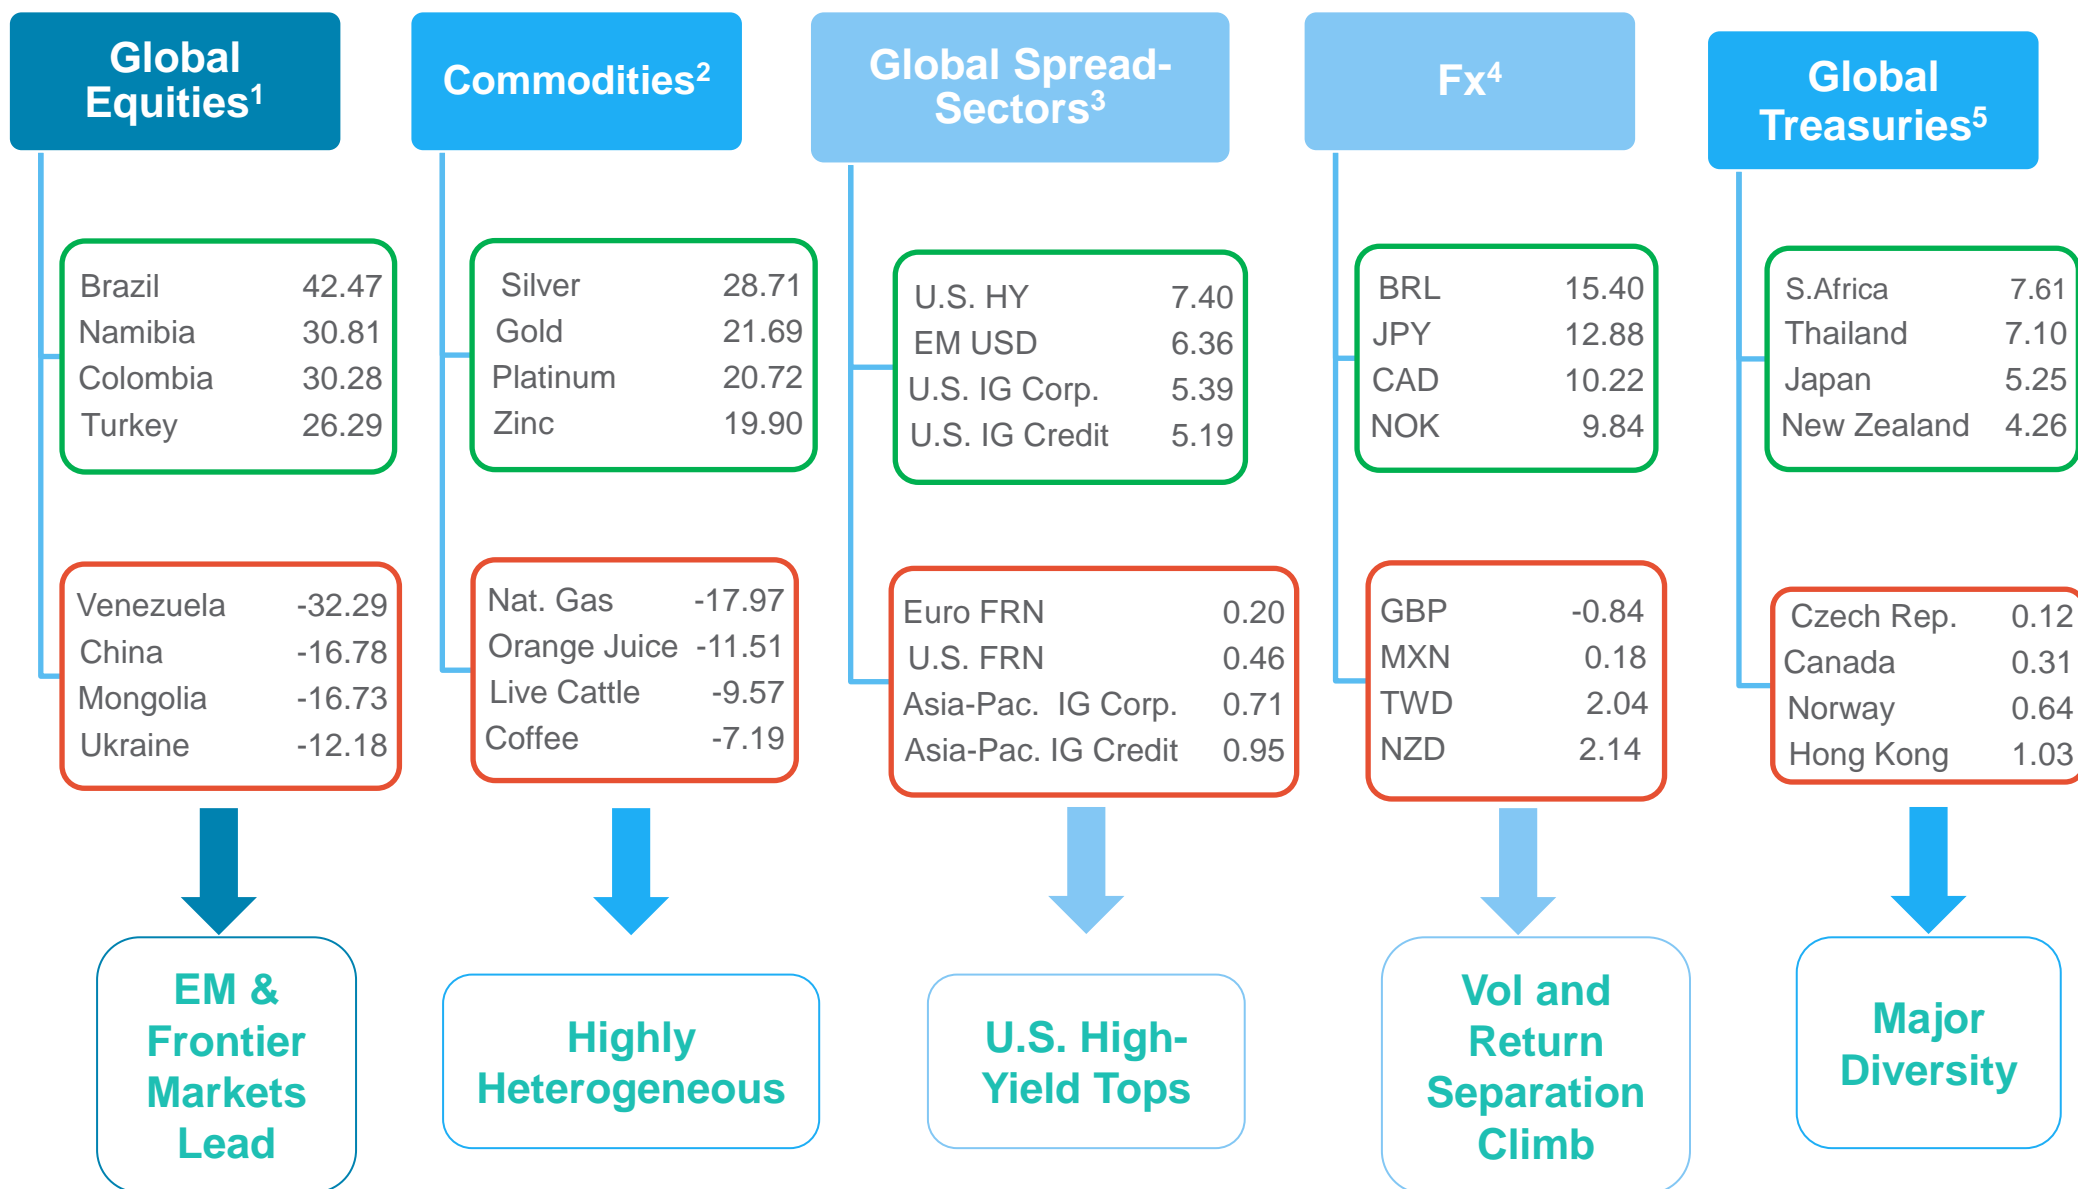 Global
Equities1
Brazil 42.47
Namibia 30.81
Colombia 30.28
Turkey 26.29
Venezuela -32.29
China -16.78
Mongolia -16.73
Ukraine -12.18
EM &
Frontier
Markets
Lead
Commodities2
Silver 28.71
Gold 21.69
Platinum 20.72
Zinc 19.90
Nat. Gas -17.97
Orange Juice -11.51
Live Cattle -9.57
Coffee -7.19
Highly
Heterogeneous
Global Spread-
Sectors3
U.S. HY 7.40
EM USD 6.36
U.S. IG Corp. 5.39
U.S. IG Credit 5.19
Euro FRN 0.20
U.S. FRN 0.46
Asia-Pac. IG Corp. 0.71
Asia-Pac. IG Credit 0.95
U.S. High-
Yield Tops
Fx4
BRL 15.40
JPY 12.88
CAD 10.22
NOK 9.84
GBP -0.84
MXN 0.18
TWD 2.04
NZD 2.14
Vol and
Return
Separation
Climb
Global
Treasuries5
S.Africa 7.61
Thailand 7.10
Japan 5.25
New Zealand 4.26
Czech Rep. 0.12
Canada 0.31
Norway 0.64
Hong Kong 1.03
Major
Diversity